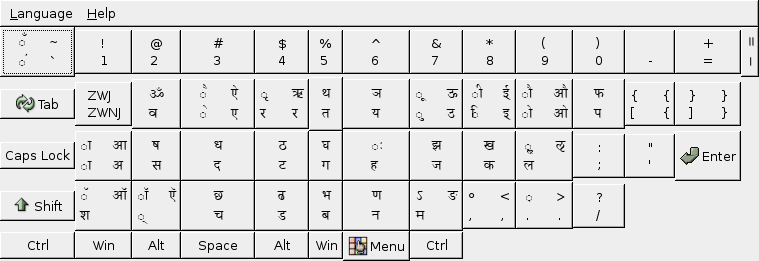 Language Help
ँ ~ ! @ # $ % ^ & * ( ) + ॥
ं ` 1 2 3 4 5 6 7 8 9 0 - = ।
Tab ZWJ ॐ ै ऐ ृ ऋ थ ञ ू ऊ ी ई ौ औ फ { { } }
ZWNJ व े ए र र त य ु उ ि इ ो ओ प [ { ] }
Caps Lock ा आ ष ध ठ घ ः झ ख ॢ ऌ : " Enter
ा अ स द ट ग ह ज क ल ; '
Shift ॅ ऑ ॉ ऍ छ ढ भ ण ऽ ङ ० < ़ > ?
श ् च ड ब न म , , . . /
Ctrl Win Alt Space Alt Win Menu Ctrl